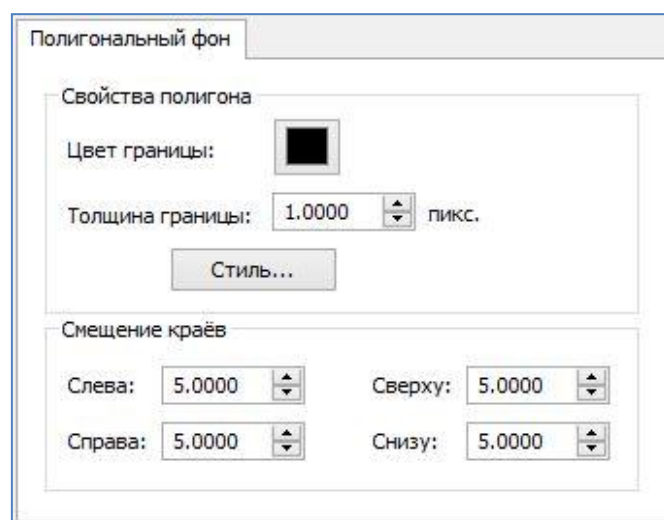 Полигональный фон
Свойства полигона
Цвет границы:
Толщина границы: 1.0000 пикс.
Стиль...
Смещение краёв
Слева: 5.0000 Сверху: 5.0000
Справа: 5.0000 Снизу: 5.0000